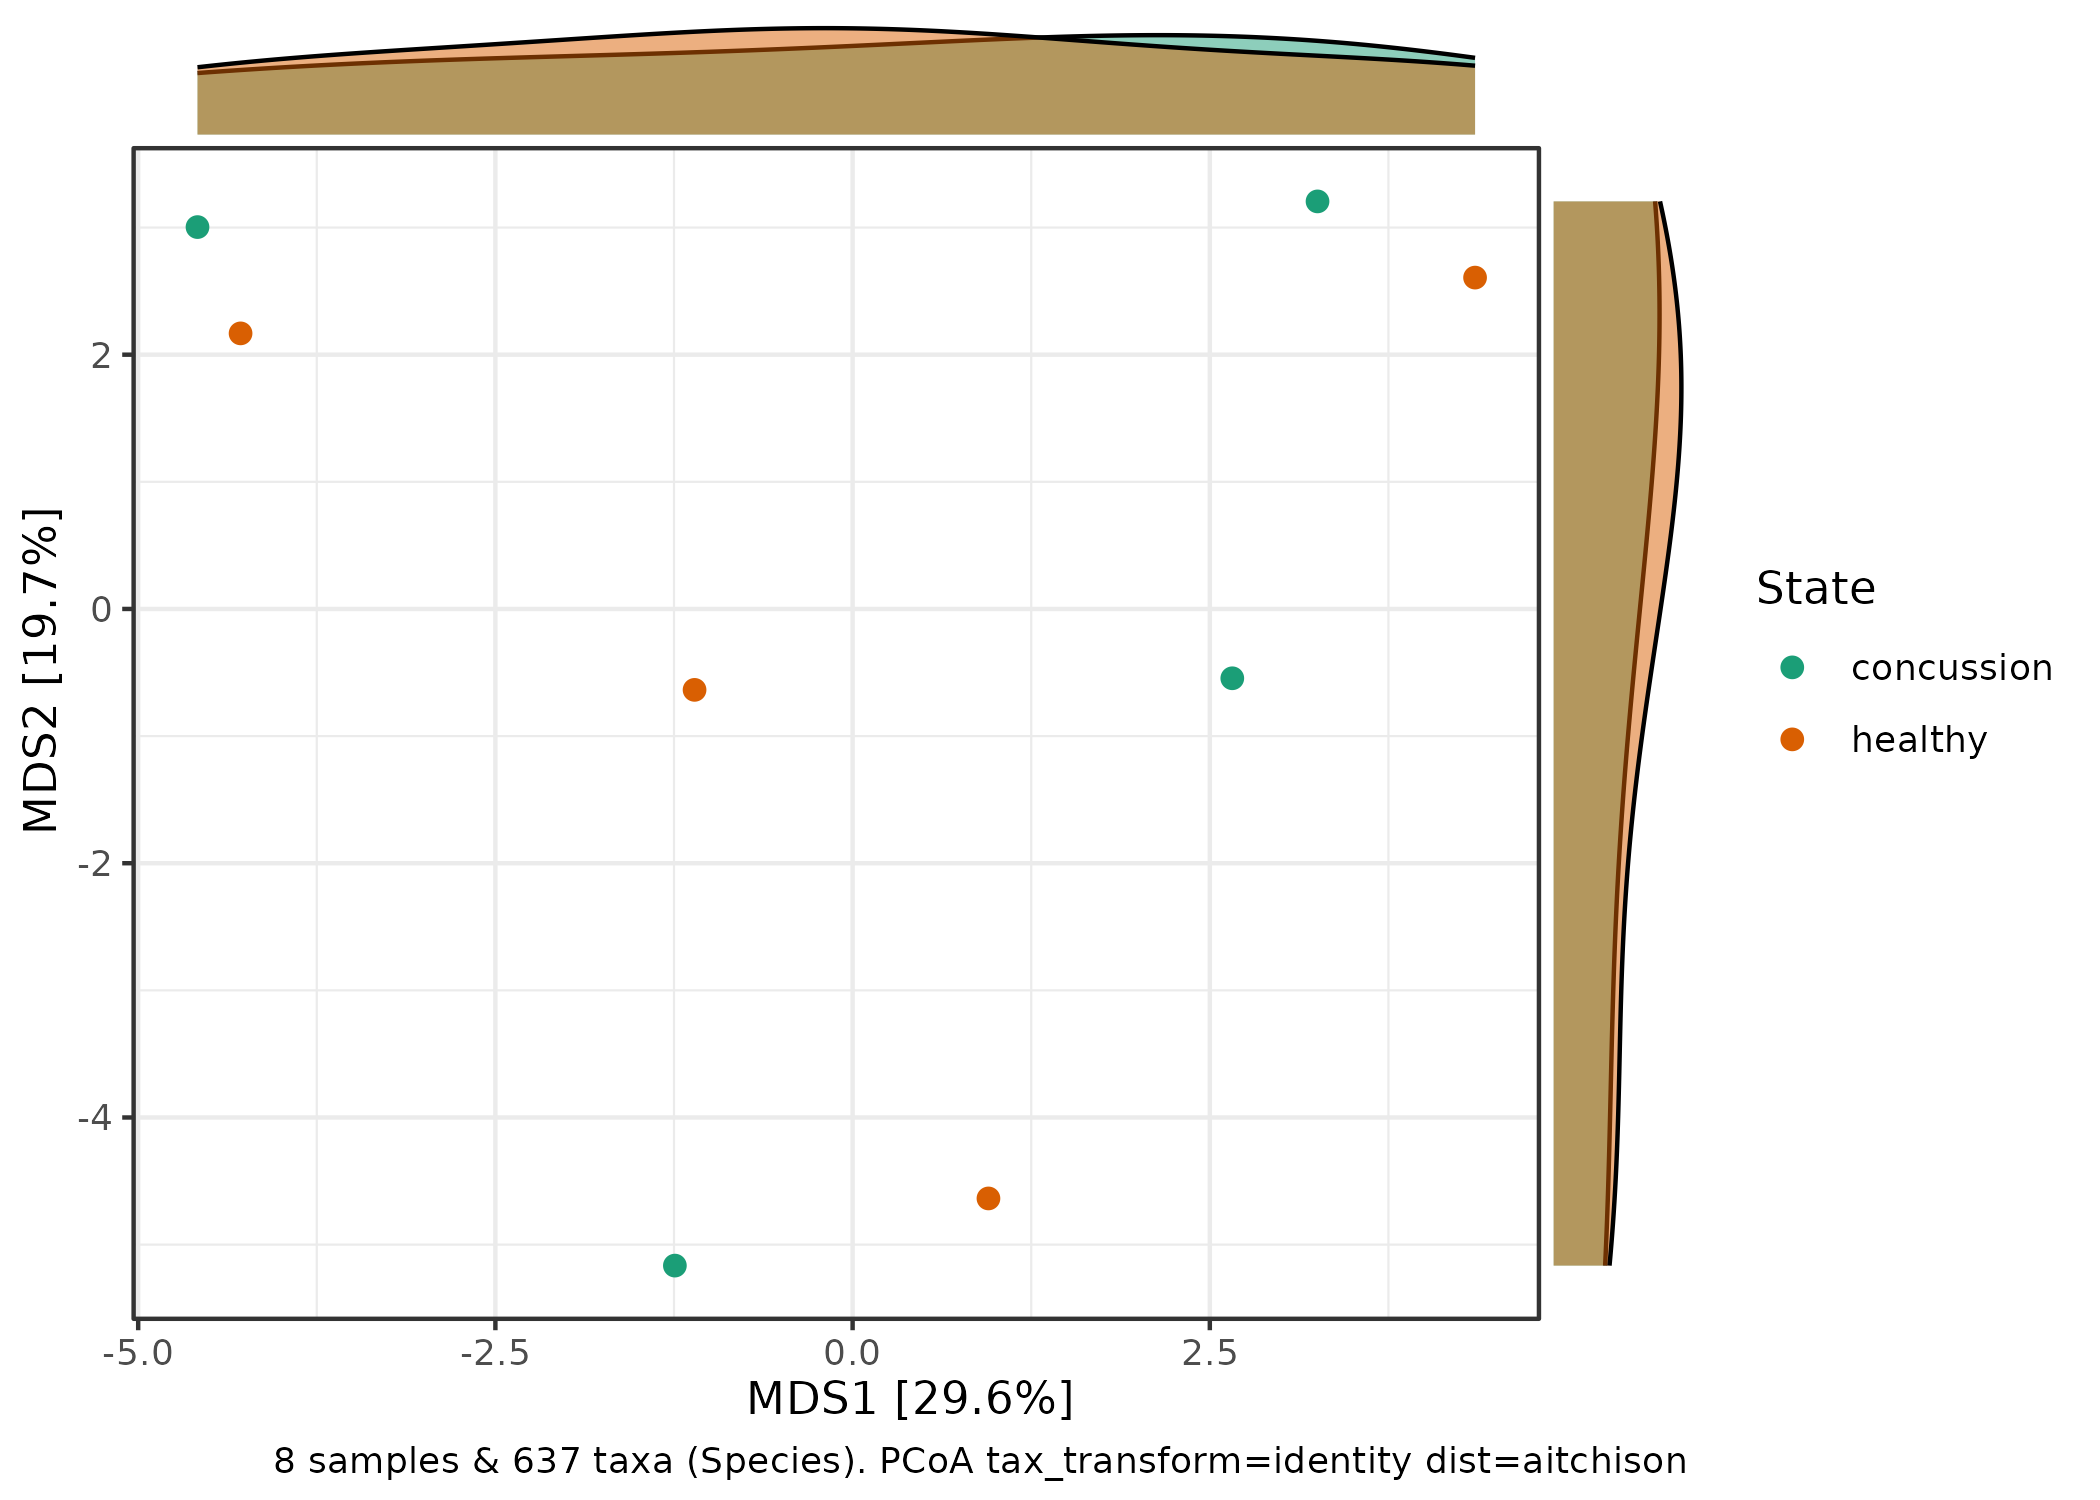 MDS2 [19.7%]
2
0
-2
-4
-5.0
-2.5
0.0
2.5
MDS1 [29.6%]
State
concussion
healthy
8 samples & 637 taxa (Species). PCoA tax_transform=identity dist=aitchison